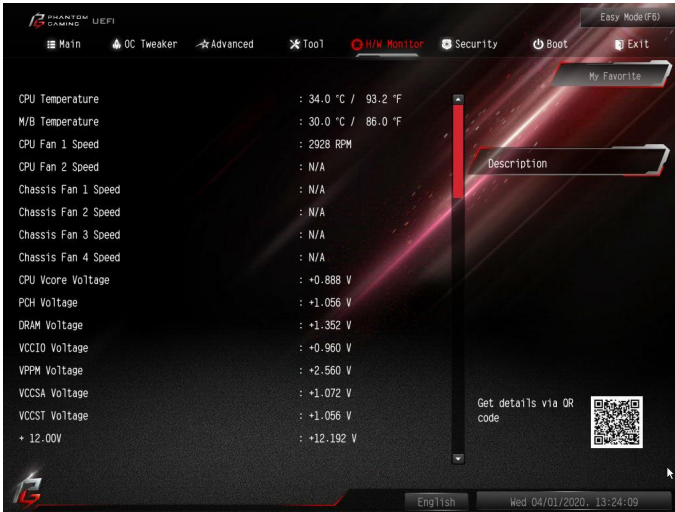 PHANTOM GAMING UEFI
Easy Mode(F6)
Main OC Tweaker Advanced Tool H/W Monitor Security Boot Exit
My Favorite
CPU Temperature : 34.0 °C / 93.2 °F
M/B Temperature : 30.0 °C / 86.0 °F
CPU Fan 1 Speed : 2928 RPM
CPU Fan 2 Speed : N/A
Chassis Fan 1 Speed : N/A
Chassis Fan 2 Speed : N/A
Chassis Fan 3 Speed : N/A
Chassis Fan 4 Speed : N/A
CPU Vcore Voltage : +0.888 V
PCH Voltage : +1.056 V
DRAM Voltage : +1.352 V
VCCIO Voltage : +0.960 V
VPPM Voltage : +2.560 V
VCCSA Voltage : +1.072 V
VCCST Voltage : +1.056 V
+ 12.00V : +12.192 V
Description
Get details via QR
code
English
Wed 04/01/2020. 13:24:09